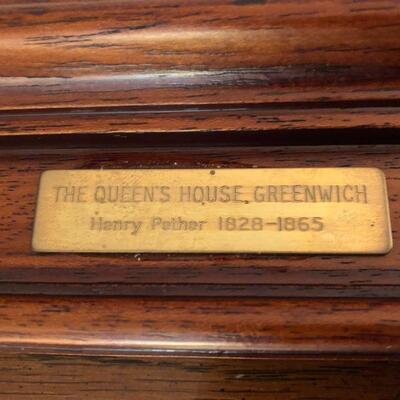 THE QUEEN'S HOUSE, GREENWICH
Henry Pether 1828-1865